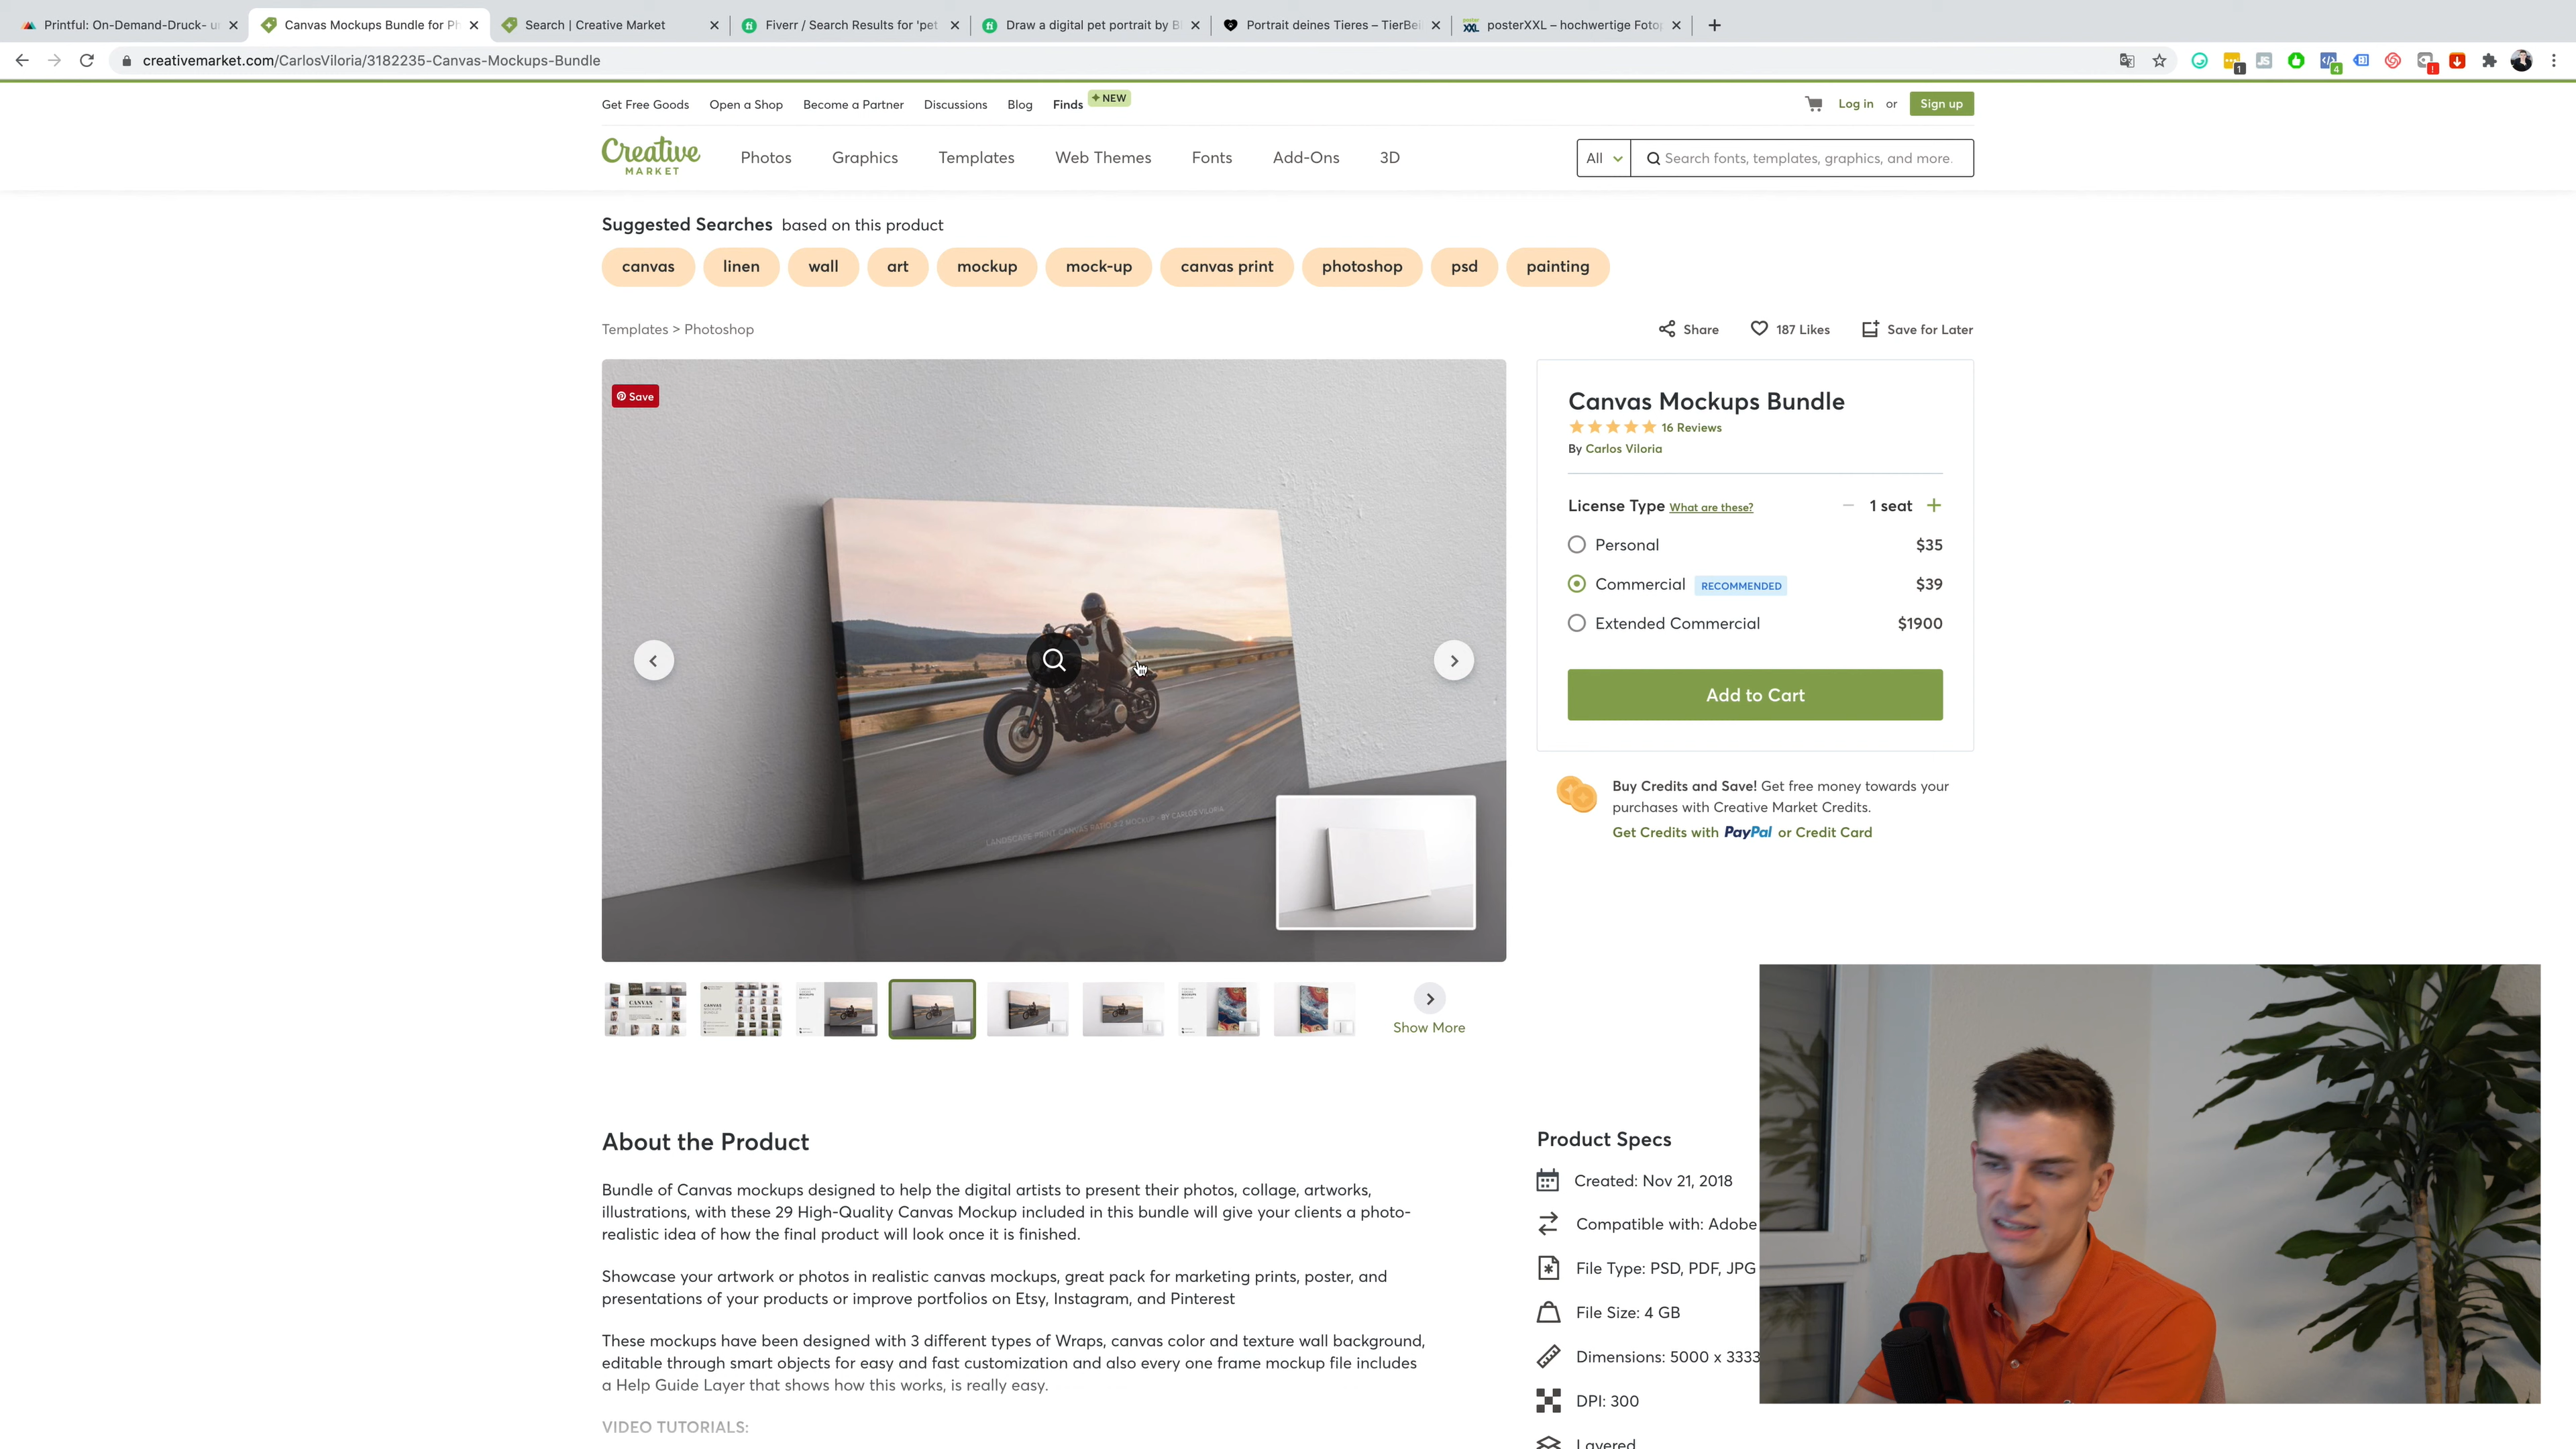 Printful: On-Demand-Druck- u
Canvas Mockups Bundle for Ph
Search | Creative Market
Fiverr / Search Results for 'pet
Draw a digital pet portrait by B
Portrait deines Tieres – TierBei
posterXXL – hochwertige Fotop
creativemarket.com/CarlosViloria/3182235-Canvas-Mockups-Bundle
Get Free Goods
Open a Shop
Become a Partner
Discussions
Blog
Finds
+ NEW
Log in or Sign up
Creative MARKET
Photos
Graphics
Templates
Web Themes
Fonts
Add-Ons
3D
All
Search fonts, templates, graphics, and more.
Suggested Searches based on this product
canvas
linen
wall
art
mockup
mock-up
canvas print
photoshop
psd
painting
Templates > Photoshop
Share
187 Likes
Save for Later
Save
LANDSCAPE PRINT CANVAS RATIO 3:2 MOCKUP - BY CARLOS VILORIA
Canvas Mockups Bundle
16 Reviews
By Carlos Viloria
License Type What are these?
1 seat
Personal $35
Commercial RECOMMENDED $39
Extended Commercial $1900
Add to Cart
Buy Credits and Save! Get free money towards your
purchases with Creative Market Credits.
Get Credits with PayPal or Credit Card
Show More
About the Product
Bundle of Canvas mockups designed to help the digital artists to present their photos, collage, artworks,
illustrations, with these 29 High-Quality Canvas Mockup included in this bundle will give your clients a photo-
realistic idea of how the final product will look once it is finished.
Showcase your artwork or photos in realistic canvas mockups, great pack for marketing prints, poster, and
presentations of your products or improve portfolios on Etsy, Instagram, and Pinterest
These mockups have been designed with 3 different types of Wraps, canvas color and texture wall background,
editable through smart objects for easy and fast customization and also every one frame mockup file includes
a Help Guide Layer that shows how this works, is really easy.
VIDEO TUTORIALS:
Product Specs
Created: Nov 21, 2018
Compatible with: Adobe
File Type: PSD, PDF, JPG
File Size: 4 GB
Dimensions: 5000 x 3333
DPI: 300
Layered